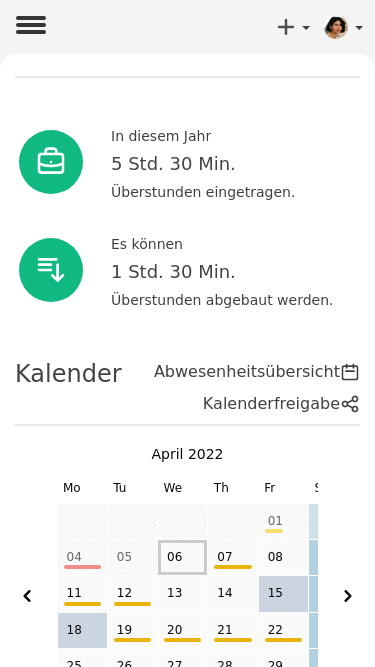 In diesem Jahr
5 Std. 30 Min.
Überstunden eingetragen.
Es können
1 Std. 30 Min.
Überstunden abgebaut werden.
Kalender
Abwesenheitsübersicht
Kalenderfreigabe
April 2022
Mo Tu We Th Fr S
01
04 05 06 07 08
11 12 13 14 15
18 19 20 21 22
25 26 27 28 29